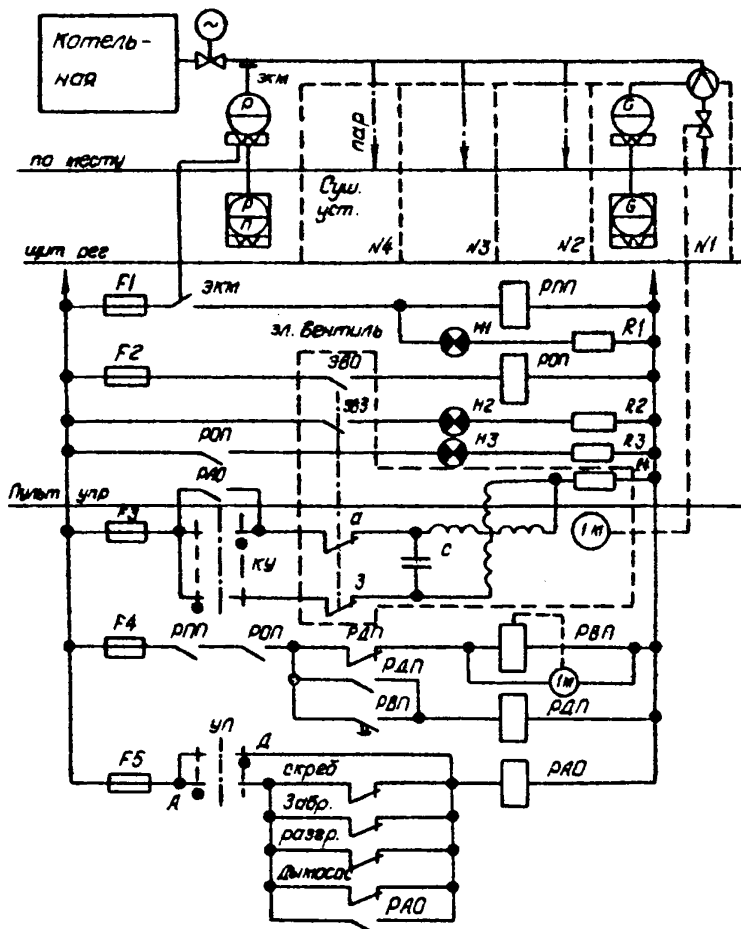 Котель-
ная
~
ЭКМ
P
G
пар
по месту
Суш.
уст.
P
П
G
N4
N3
N2
N1
щит рег
F1
ЭКМ
РПП
Н1
R1
эл. Вентиль
F2
ЭВО
РОП
ЭВЗ
Н2
R2
РОП
Н3
R3
РАО
Пульт упр
F3
а
КУ
С
1М
З
F4
РПП
РОП
РДП
РВП
РДП
1М
РВП
РДП
УП
Д
F5
А
скреб
РАО
Забр.
разгр.
Дымосос
РАО